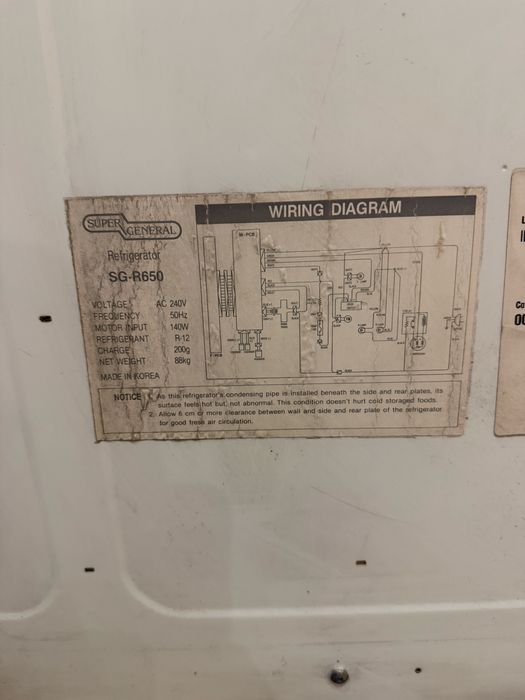 SUPER GENERAL
Refrigerator
SG-R650
VOLTAGE AC 240V
FREQUENCY 50Hz
MOTOR INPUT 140W
REFRIGERANT R-12
CHARGE 200g
NET WEIGHT 88kg
MADE IN KOREA
WIRING DIAGRAM
M-PCB
NOTICE 1. As this refrigerator's condensing pipe is installed beneath the side and rear plates, its
surface feels hot but not abnormal. This condition doesn't hurt cold storaged foods.
2. Allow 6 cm or more clearance between wall and side and rear plate of the refrigerator
for good frese air circulation.